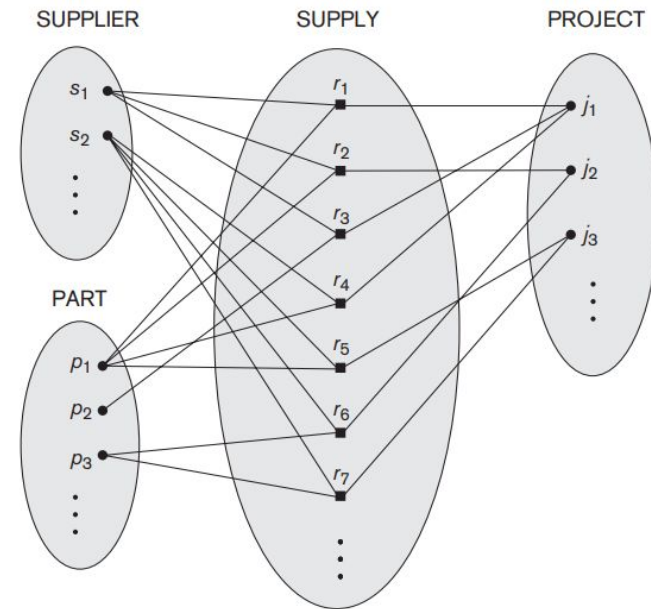 SUPPLIER
s1
s2
PART
p1
p2
p3
SUPPLY
r1
r2
r3
r4
r5
r6
r7
PROJECT
j1
j2
j3